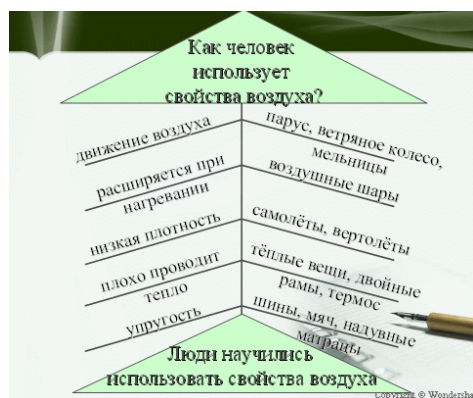 Как человек
использует
свойства воздуха?
движение воздуха
парус, ветряное колесо,
мельницы
расширяется при
нагревании
воздушные шары
низкая плотность
самолёты, вертолёты
плохо проводит
тепло
тёплые вещи, двойные
рамы, термос
упругость
шины, мяч, надувные
матрацы
Люди научились
использовать свойства воздуха
Copyright © Wondersha